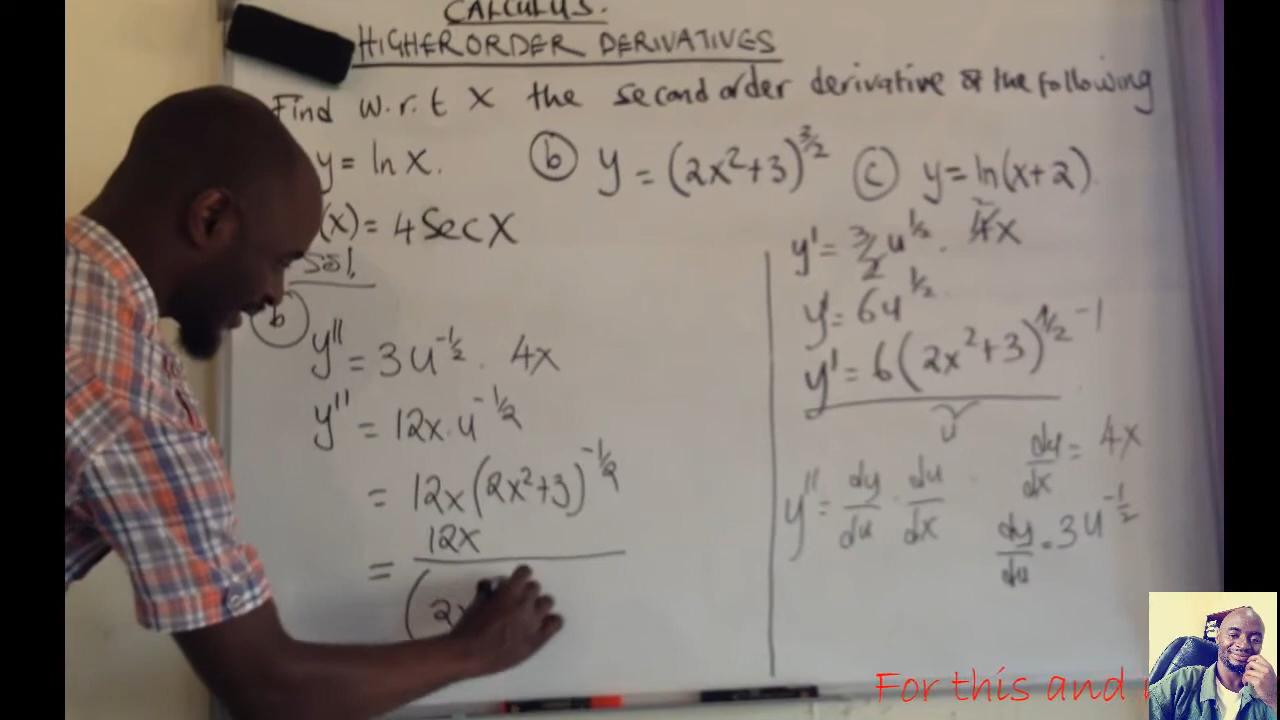 CALCULUS.
HIGHER ORDER DERIVATIVES
Find w.r.t x the second order derivative of the following
y = ln x. (b) y = (2x²+3)^3/2 (c) y = ln(x+2).
(x) = 4 Sec x
Sol.
(b)
y'' = 3u^-1/2 . 4x
y'' = 12x.u^-1/2
= 12x(2x²+3)^-1/2
= 12x
(2x
y' = 3/2 u^1/2 . 4x
y' = 6u^1/2
y' = 6(2x²+3)^1/2 -1
u
y'' = dy/du . du/dx
du/dx = 4x
dy/du = 3u^-1/2
For this and